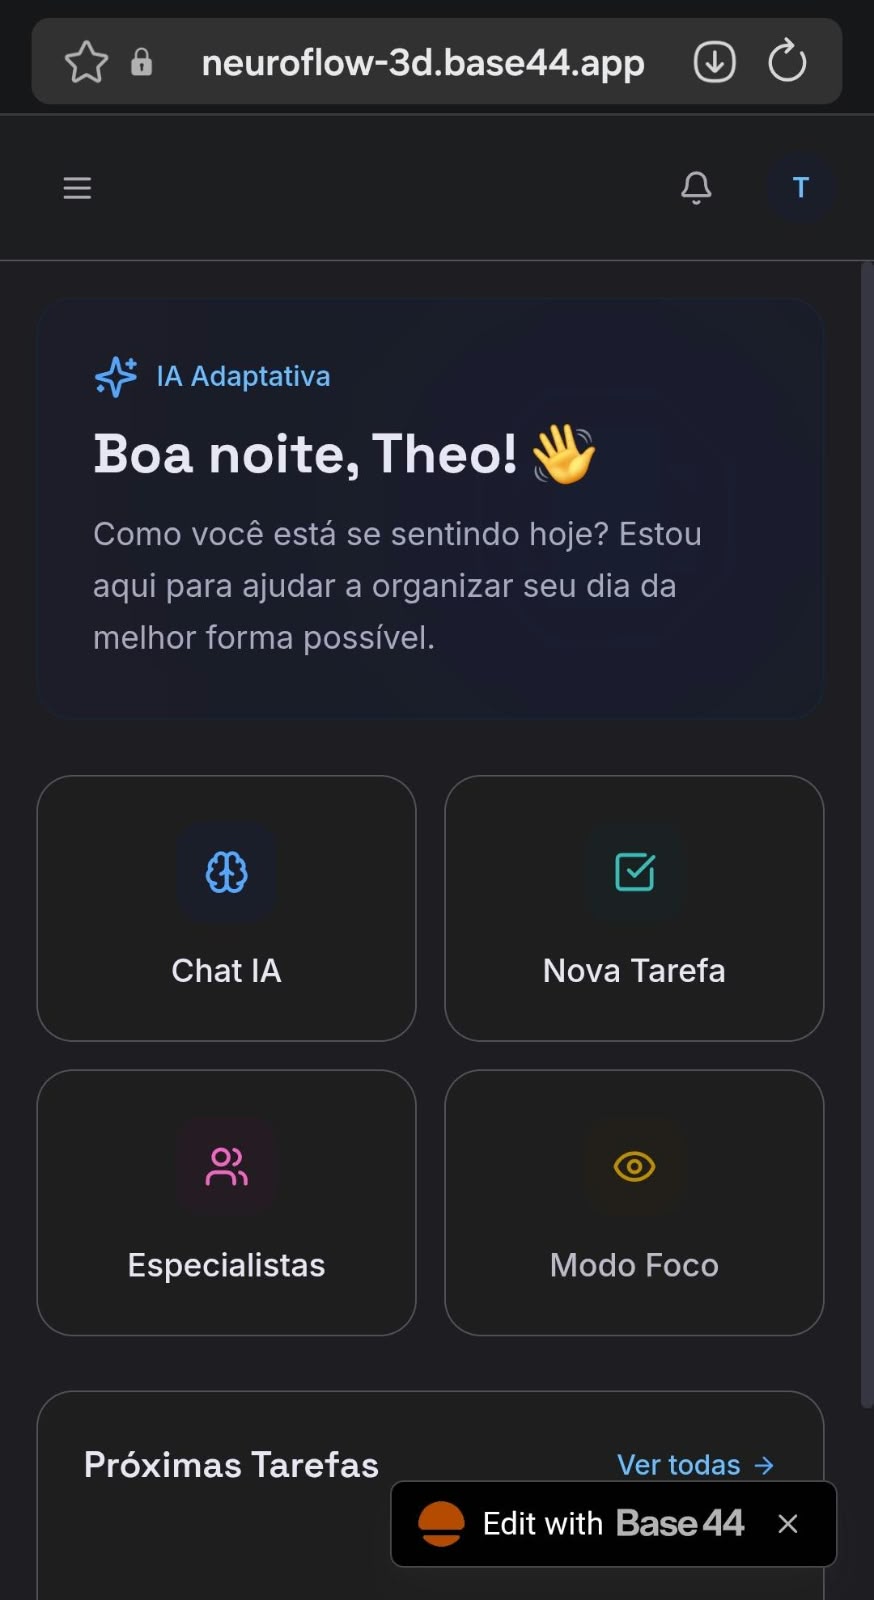 neuroflow-3d.base44.app
T
IA Adaptativa
Boa noite, Theo! 👋
Como você está se sentindo hoje? Estou
aqui para ajudar a organizar seu dia da
melhor forma possível.
Chat IA
Nova Tarefa
Especialistas
Modo Foco
Próximas Tarefas
Ver todas →
Edit with Base44